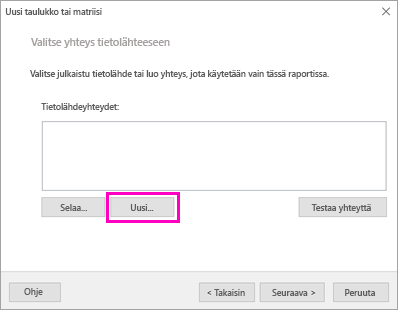 Uusi taulukko tai matriisi
Valitse yhteys tietolähteeseen
Valitse julkaistu tietolähde tai luo yhteys, jota käytetään vain tässä raportissa.
Tietolähdeyhteydet:
Selaa... Uusi... Testaa yhteyttä
Ohje < Takaisin Seuraava > Peruuta